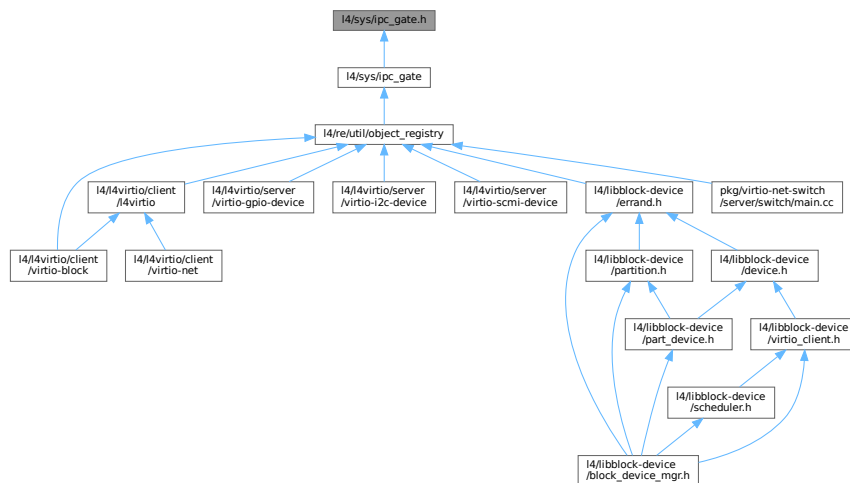 l4/sys/ipc_gate.h
l4/sys/ipc_gate
l4/re/util/object_registry
l4/l4virtio/client
/l4virtio
l4/l4virtio/server
/virtio-gpio-device
l4/l4virtio/server
/virtio-i2c-device
l4/l4virtio/server
/virtio-scmi-device
l4/libblock-device
/errand.h
pkg/virtio-net-switch
/server/switch/main.cc
l4/l4virtio/client
/virtio-block
l4/l4virtio/client
/virtio-net
l4/libblock-device
/partition.h
l4/libblock-device
/device.h
l4/libblock-device
/part_device.h
l4/libblock-device
/virtio_client.h
l4/libblock-device
/scheduler.h
l4/libblock-device
/block_device_mgr.h